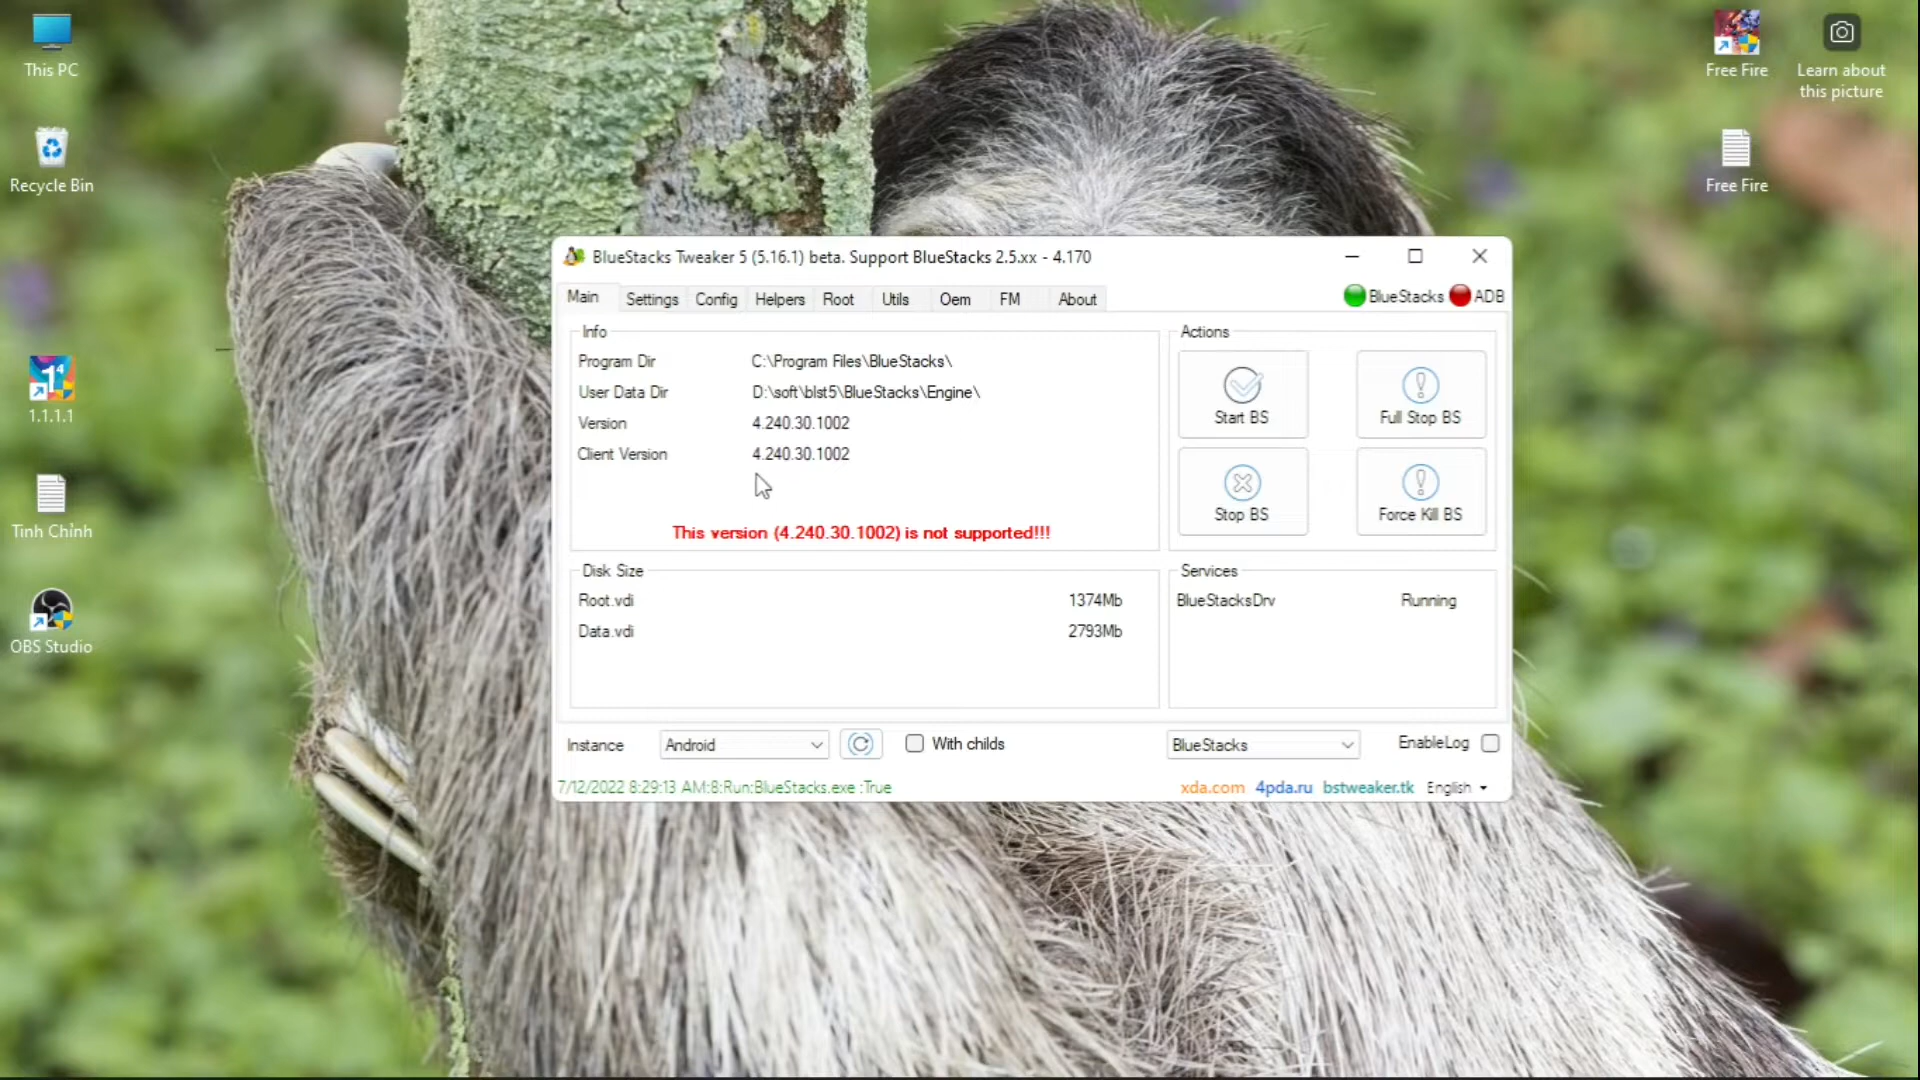 This PC
Recycle Bin
1.1.1.1
Tinh Chỉnh
OBS Studio
Free Fire
Learn about
this picture
Free Fire
BlueStacks Tweaker 5 (5.16.1) beta. Support BlueStacks 2.5.xx - 4.170
Main Settings Config Helpers Root Utils Oem FM About
BlueStacks ADB
Info
Program Dir C:\Program Files\BlueStacks\
User Data Dir D:\soft\blst5\BlueStacks\Engine\
Version 4.240.30.1002
Client Version 4.240.30.1002
This version (4.240.30.1002) is not supported!!!
Actions
Start BS Full Stop BS
Stop BS Force Kill BS
Disk Size
Root.vdi 1374Mb
Data.vdi 2793Mb
Services
BlueStacksDrv Running
Instance Android With childs BlueStacks EnableLog
7/12/2022 8:29:13 AM:8:Run:BlueStacks.exe :True xda.com 4pda.ru bstweaker.tk English